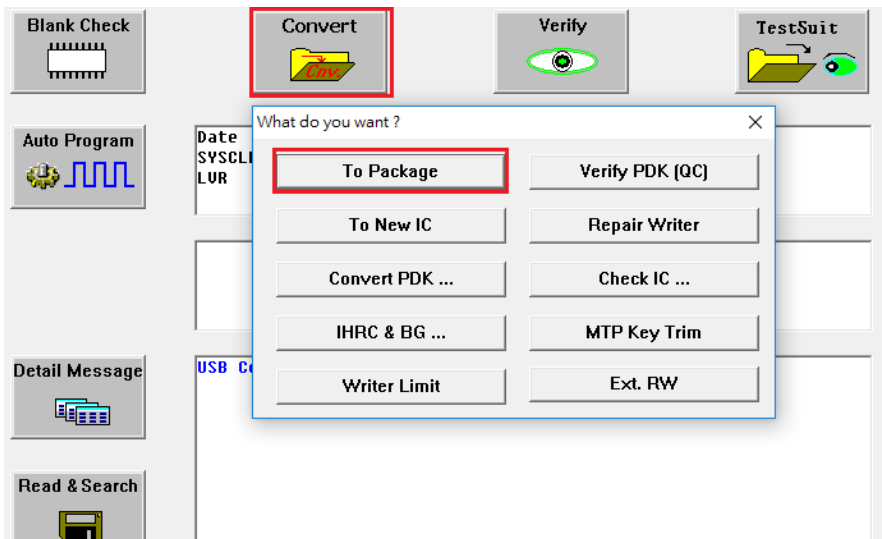 Blank Check
Convert
Cnv.
Verify
TestSuit
What do you want ?
Auto Program
Date
SYSCL
LVR
To Package
Verify PDK (QC)
To New IC
Repair Writer
Convert PDK ...
Check IC ...
IHRC & BG ...
MTP Key Trim
Writer Limit
Ext. RW
Detail Message
USB Co
Read & Search